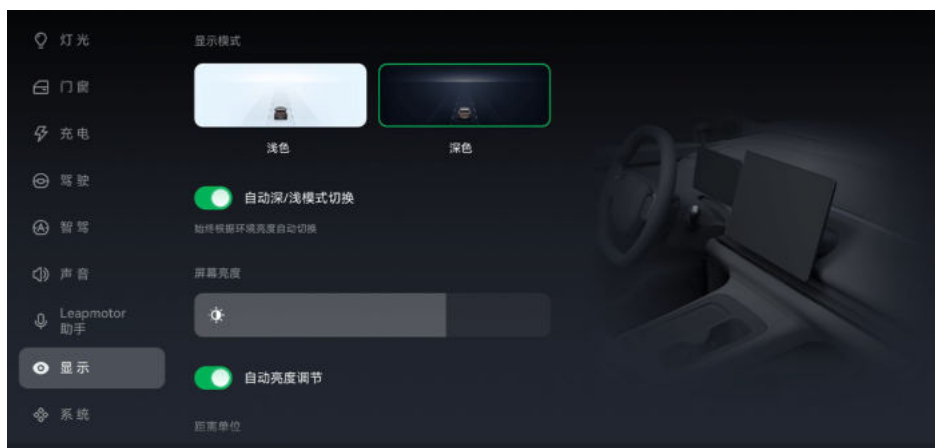 灯光
门窗
充电
驾驶
智驾
声音
Leapmotor
助手
显示
系统
显示模式
浅色
深色
自动深/浅模式切换
始终根据环境亮度自动切换
屏幕亮度
自动亮度调节
距离单位